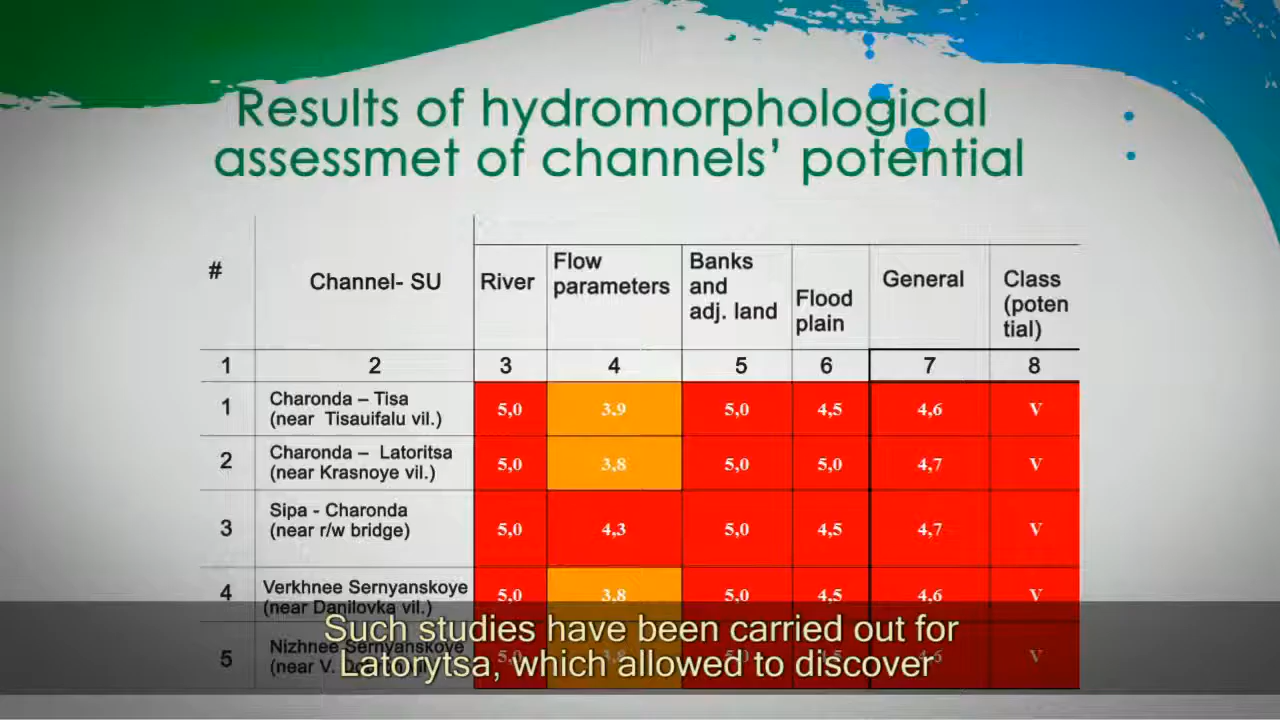 Results of hydromorphological
assessmet of channels' potential
# Channel- SU River Flow parameters Banks and adj. land Flood plain General Class (poten tial)
1 2 3 4 5 6 7 8
1 Charonda – Tisa (near Tisauifalu vil.) 5,0 3,9 5,0 4,5 4,6 V
2 Charonda – Latoritsa (near Krasnoye vil.) 5,0 3,8 5,0 5,0 4,7 V
3 Sipa - Charonda (near r/w bridge) 5,0 4,3 5,0 4,5 4,7 V
4 Verkhnee Sernyanskoye (near Danilovka vil.) 5,0 3,8 5,0 4,5 4,6 V
5 Nizhnee Sernyanskoye (near V. 5,0 V
Such studies have been carried out for
Latorytsa, which allowed to discover